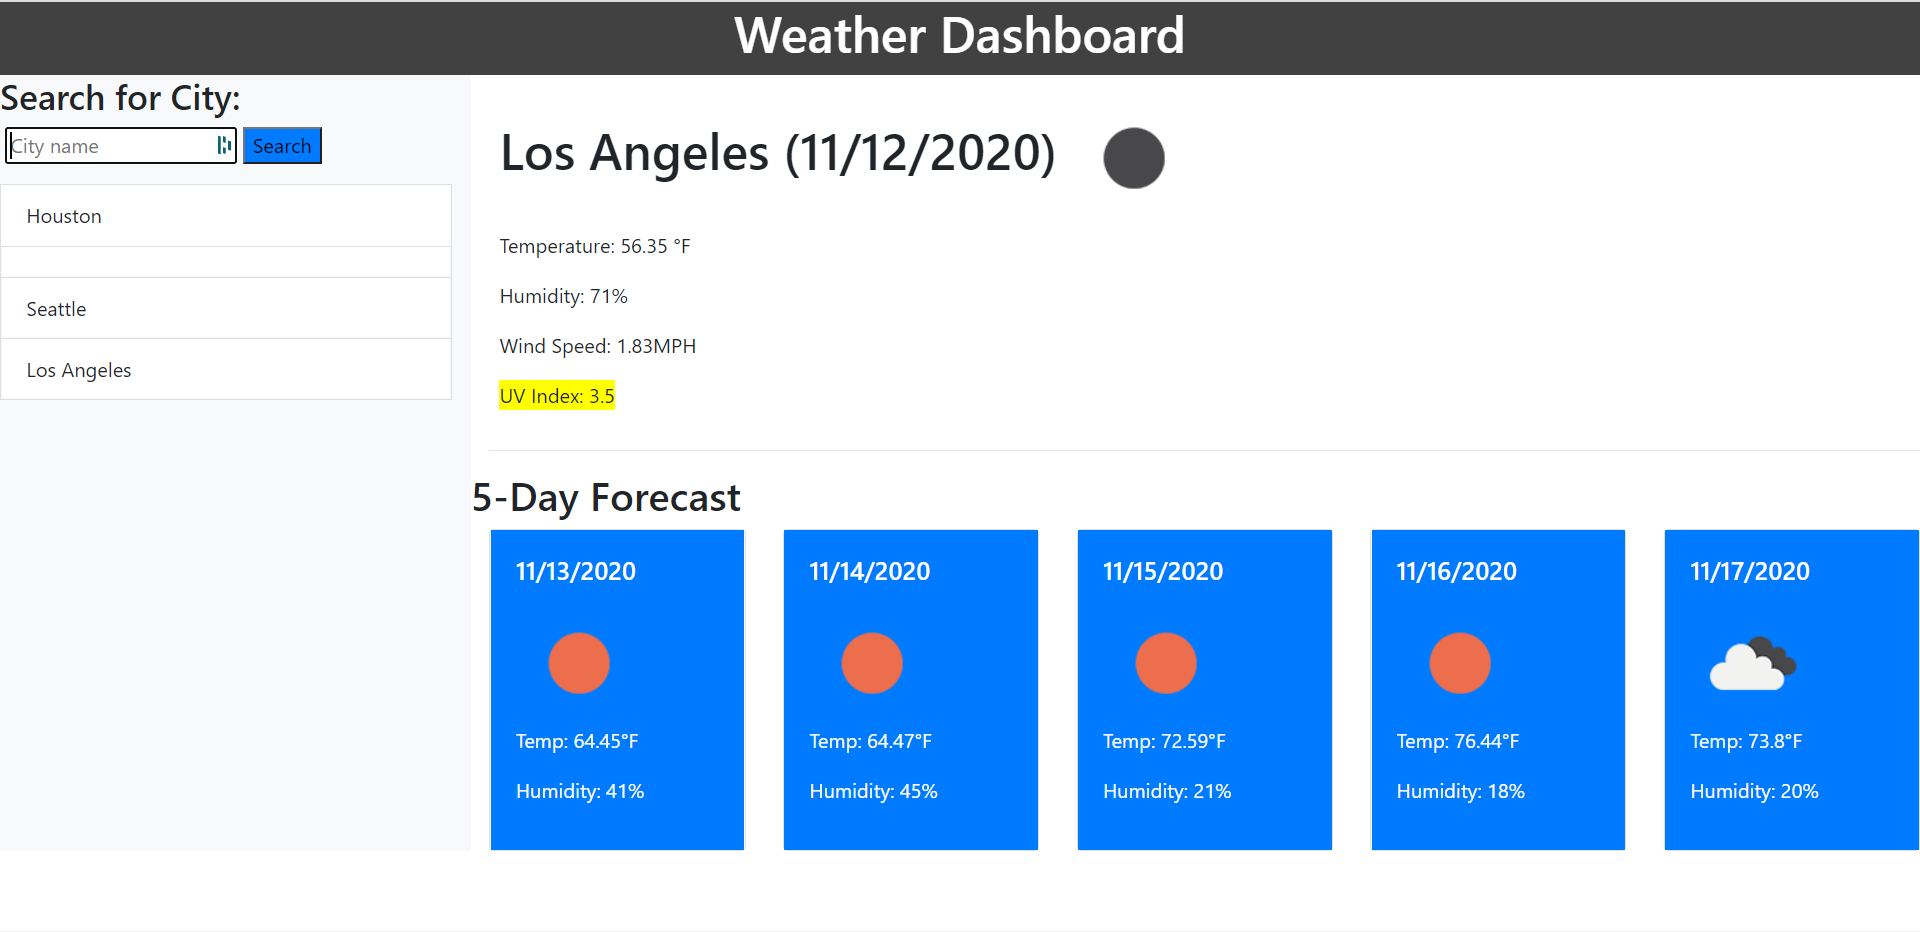 Weather Dashboard
Search for City:
City name
Search
Houston
Seattle
Los Angeles
Los Angeles (11/12/2020)
Temperature: 56.35 °F
Humidity: 71%
Wind Speed: 1.83MPH
UV Index: 3.5
5-Day Forecast
11/13/2020
Temp: 64.45°F
Humidity: 41%
11/14/2020
Temp: 64.47°F
Humidity: 45%
11/15/2020
Temp: 72.59°F
Humidity: 21%
11/16/2020
Temp: 76.44°F
Humidity: 18%
11/17/2020
Temp: 73.8°F
Humidity: 20%